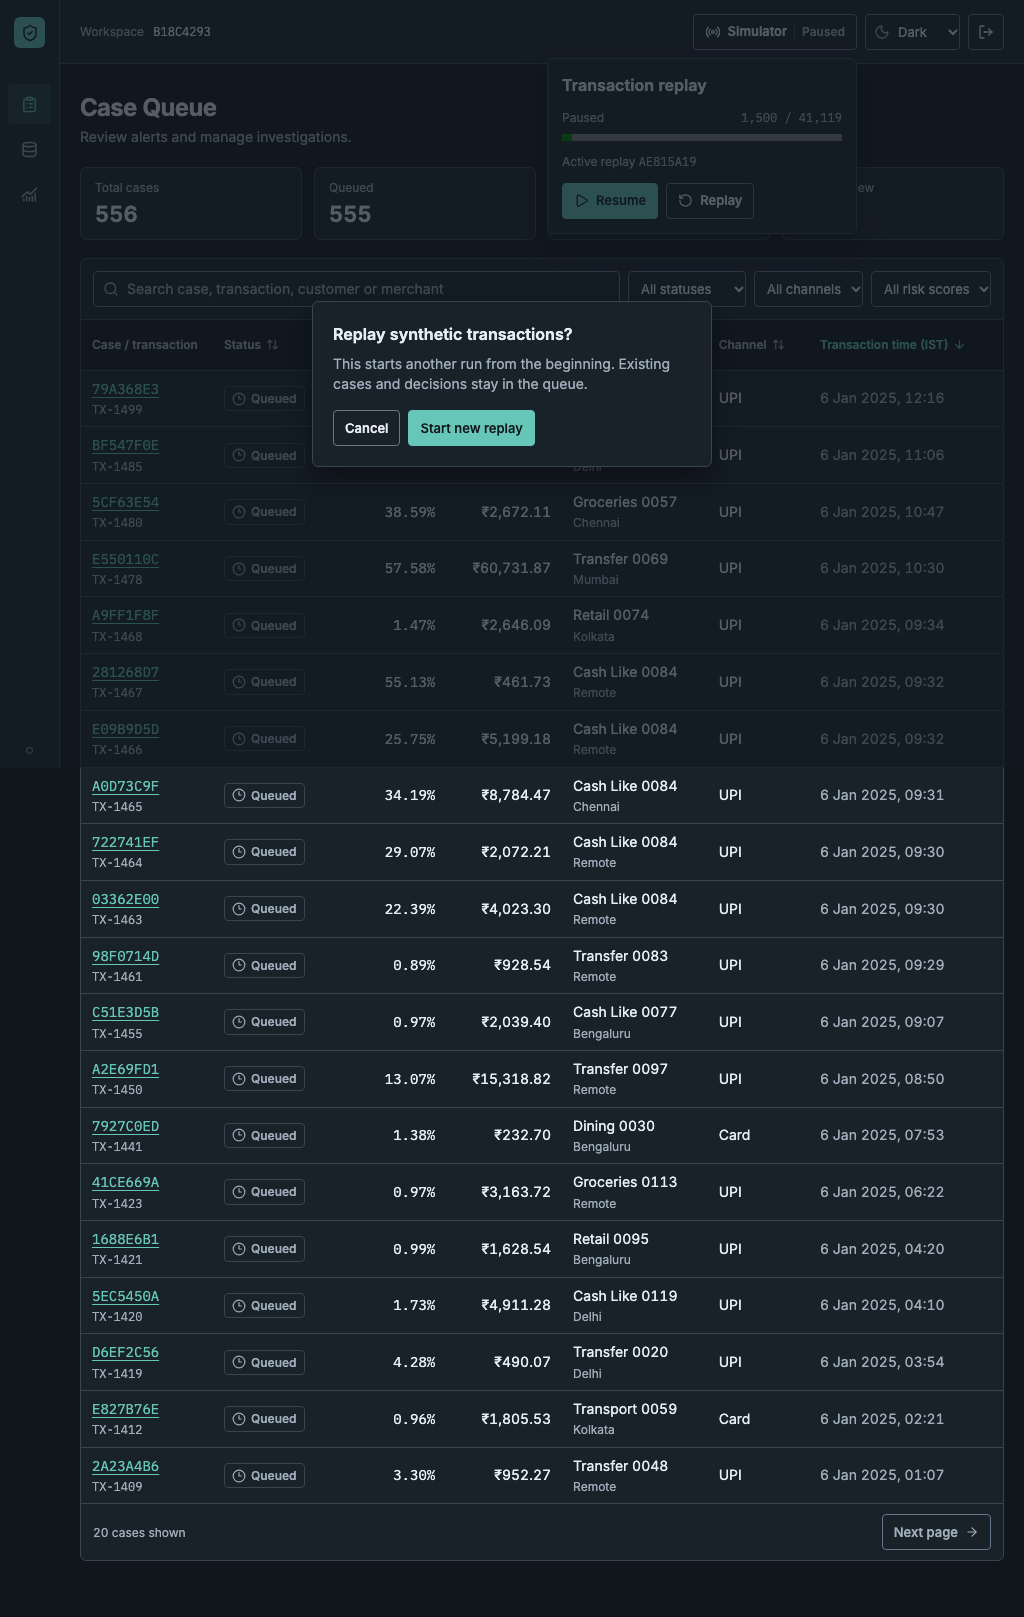 Workspace B18C4293
Simulator Paused
Dark
Transaction replay
Paused 1,500 / 41,119
Active replay AE815A19
Resume Replay
Case Queue
Review alerts and manage investigations.
Total cases
556
Queued
555
ew
Search case, transaction, customer or merchant
All statuses
All channels
All risk scores
Replay synthetic transactions?
This starts another run from the beginning. Existing
cases and decisions stay in the queue.
Cancel Start new replay
Case / transaction Status Channel Transaction time (IST)
79A368E3
TX-1499
Queued UPI 6 Jan 2025, 12:16
BF547F0E
TX-1485
Queued
Delhi
UPI 6 Jan 2025, 11:06
5CF63E54
TX-1480
Queued 38.59% ₹2,672.11
Groceries 0057
Chennai
UPI 6 Jan 2025, 10:47
E550110C
TX-1478
Queued 57.58% ₹60,731.87
Transfer 0069
Mumbai
UPI 6 Jan 2025, 10:30
A9FF1F8F
TX-1468
Queued 1.47% ₹2,646.09
Retail 0074
Kolkata
UPI 6 Jan 2025, 09:34
281268D7
TX-1467
Queued 55.13% ₹461.73
Cash Like 0084
Remote
UPI 6 Jan 2025, 09:32
E09B9D5D
TX-1466
Queued 25.75% ₹5,199.18
Cash Like 0084
Remote
UPI 6 Jan 2025, 09:32
A0D73C9F
TX-1465
Queued 34.19% ₹8,784.47
Cash Like 0084
Chennai
UPI 6 Jan 2025, 09:31
722741EF
TX-1464
Queued 29.07% ₹2,072.21
Cash Like 0084
Remote
UPI 6 Jan 2025, 09:30
03362E00
TX-1463
Queued 22.39% ₹4,023.30
Cash Like 0084
Remote
UPI 6 Jan 2025, 09:30
98F0714D
TX-1461
Queued 0.89% ₹928.54
Transfer 0083
Remote
UPI 6 Jan 2025, 09:29
C51E3D5B
TX-1455
Queued 0.97% ₹2,039.40
Cash Like 0077
Bengaluru
UPI 6 Jan 2025, 09:07
A2E69FD1
TX-1450
Queued 13.07% ₹15,318.82
Transfer 0097
Remote
UPI 6 Jan 2025, 08:50
7927C0ED
TX-1441
Queued 1.38% ₹232.70
Dining 0030
Bengaluru
Card 6 Jan 2025, 07:53
41CE669A
TX-1423
Queued 0.97% ₹3,163.72
Groceries 0113
Remote
UPI 6 Jan 2025, 06:22
1688E6B1
TX-1421
Queued 0.99% ₹1,628.54
Retail 0095
Bengaluru
UPI 6 Jan 2025, 04:20
5EC5450A
TX-1420
Queued 1.73% ₹4,911.28
Cash Like 0119
Delhi
UPI 6 Jan 2025, 04:10
D6EF2C56
TX-1419
Queued 4.28% ₹490.07
Transfer 0020
Delhi
UPI 6 Jan 2025, 03:54
E827B76E
TX-1412
Queued 0.96% ₹1,805.53
Transport 0059
Kolkata
Card 6 Jan 2025, 02:21
2A23A4B6
TX-1409
Queued 3.30% ₹952.27
Transfer 0048
Remote
UPI 6 Jan 2025, 01:07
20 cases shown
Next page